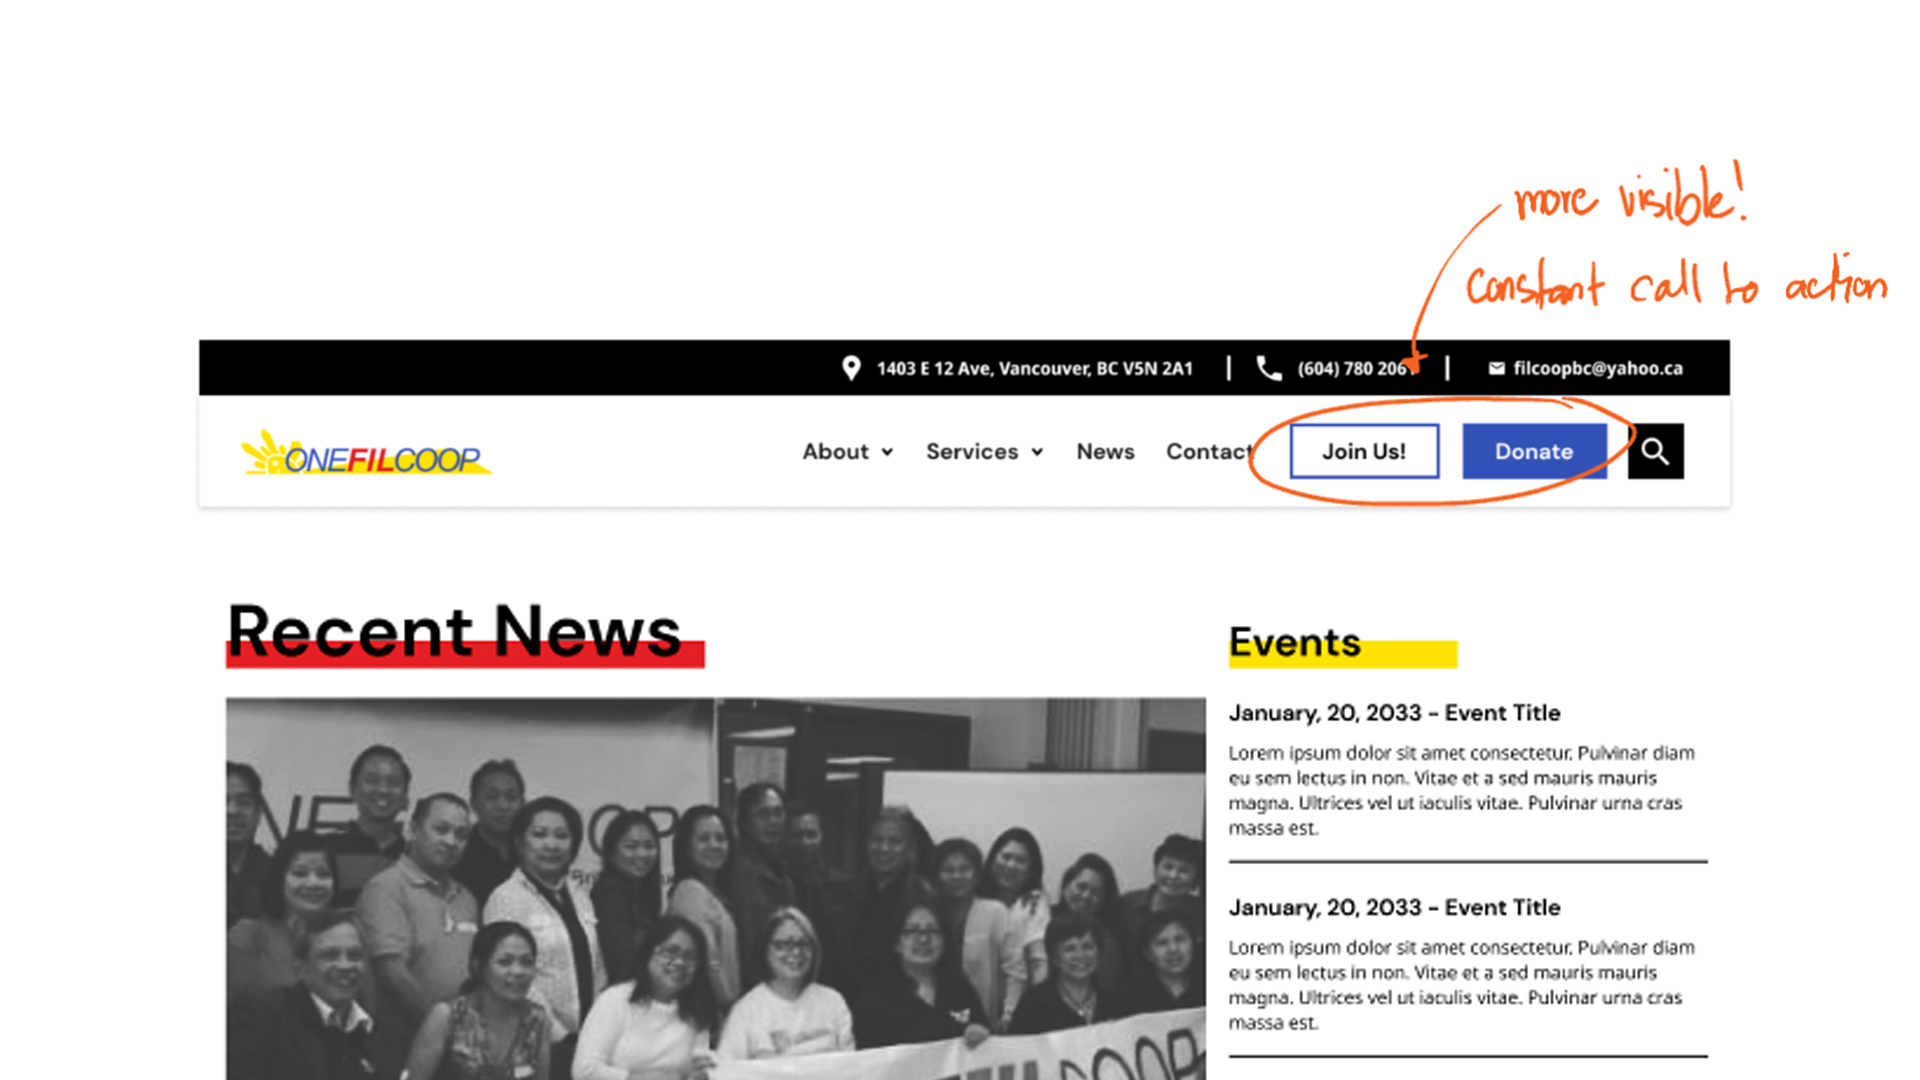 more visible!
constant call to action
1403 E 12 Ave, Vancouver, BC V5N 2A1 | (604) 780 206 | filcoopbc@yahoo.ca
ONEFILCOOP
About Services News Contact Join Us! Donate
Recent News
Events
January, 20, 2033 - Event Title
Lorem ipsum dolor sit amet consectetur. Pulvinar diam
eu sem lectus in non. Vitae et a sed mauris mauris
magna. Ultrices vel ut iaculis vitae. Pulvinar urna cras
massa est.
January, 20, 2033 - Event Title
Lorem ipsum dolor sit amet consectetur. Pulvinar diam
eu sem lectus in non. Vitae et a sed mauris mauris
magna. Ultrices vel ut iaculis vitae. Pulvinar urna cras
massa est.
COOP